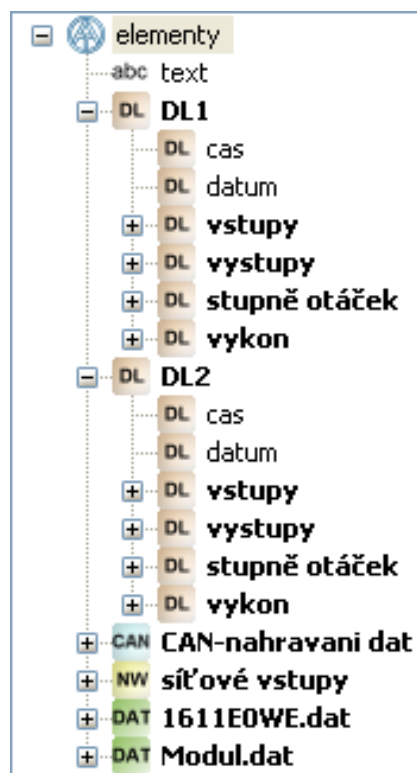 elementy
abc text
DL DL1
DL cas
DL datum
DL vstupy
DL vystupy
DL stupně otáček
DL vykon
DL DL2
DL cas
DL datum
DL vstupy
DL vystupy
DL stupně otáček
DL vykon
CAN CAN-nahravani dat
NW síťové vstupy
DAT 1611E0WE.dat
DAT Modul.dat